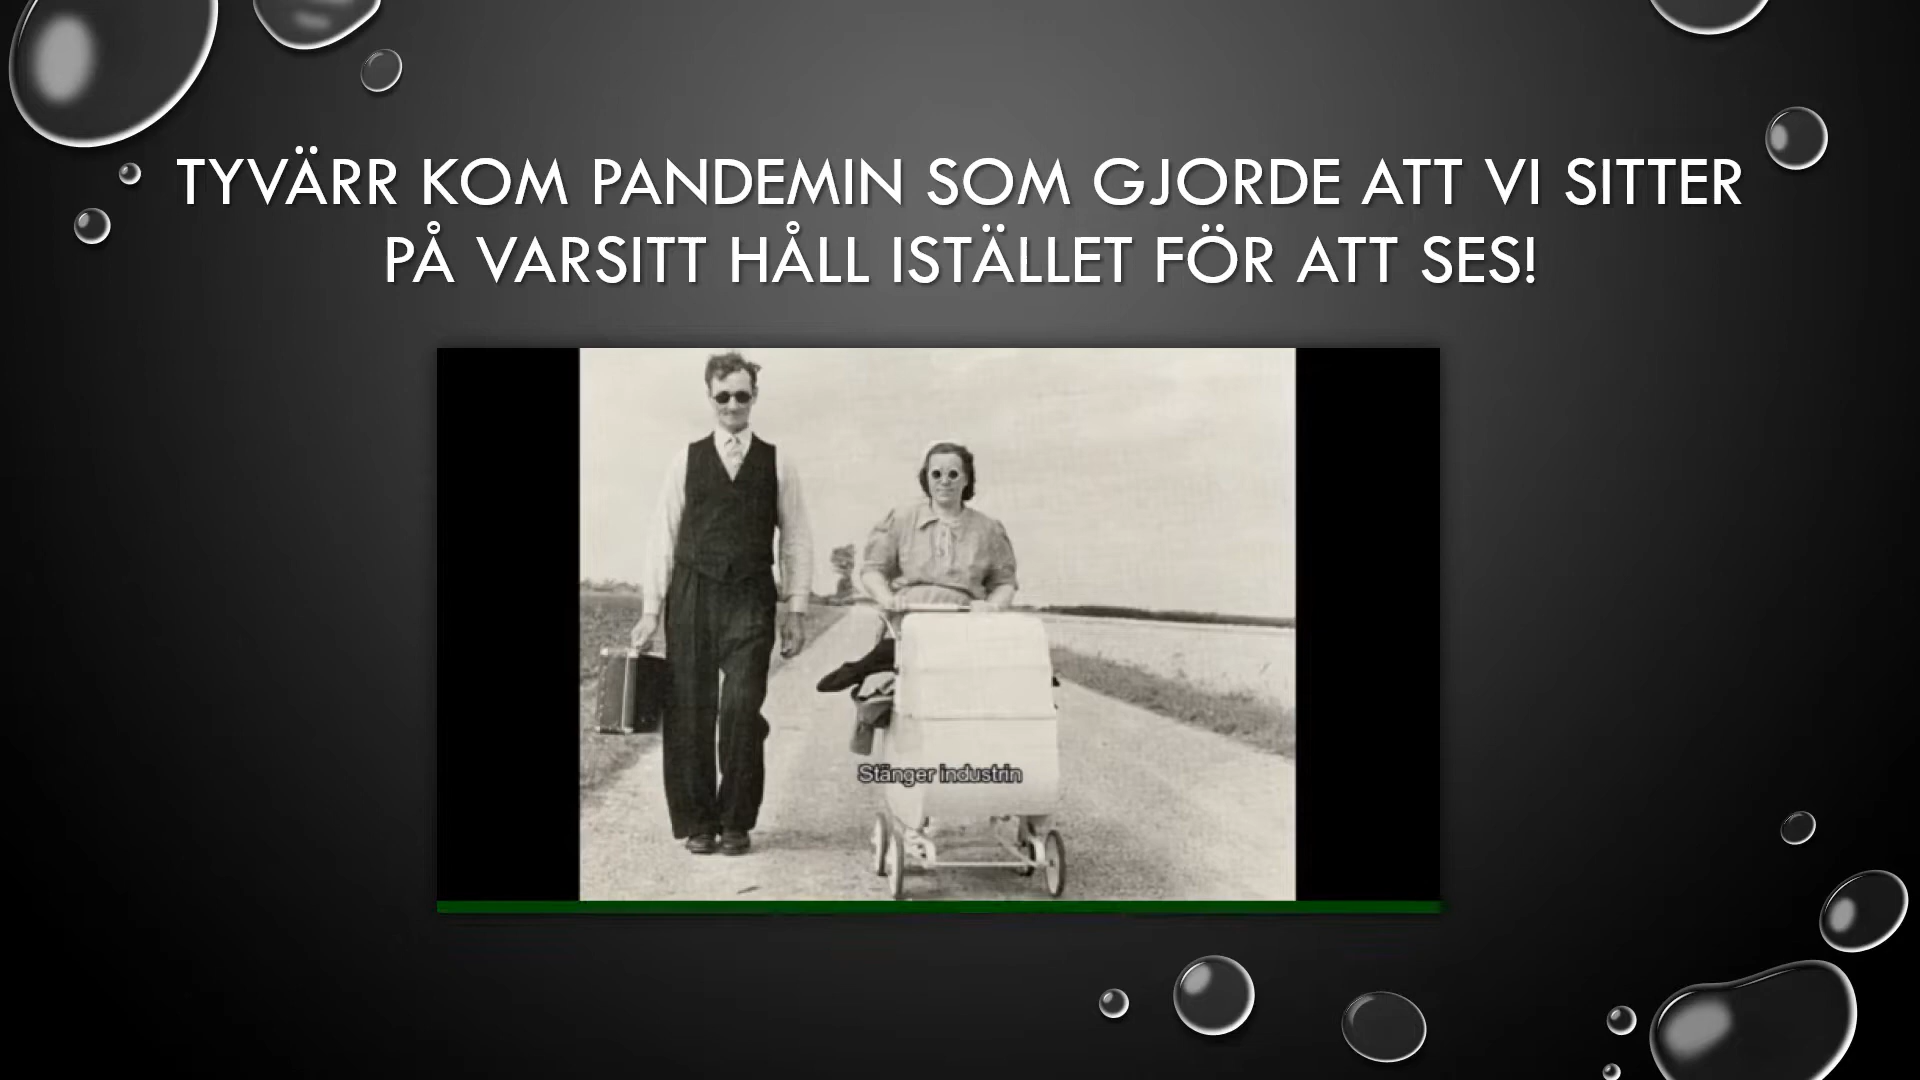 TYVÄRR KOM PANDEMIN SOM GJORDE ATT VI SITTER
PÅ VARSITT HÅLL ISTÄLLET FÖR ATT SES!
Stänger industrin